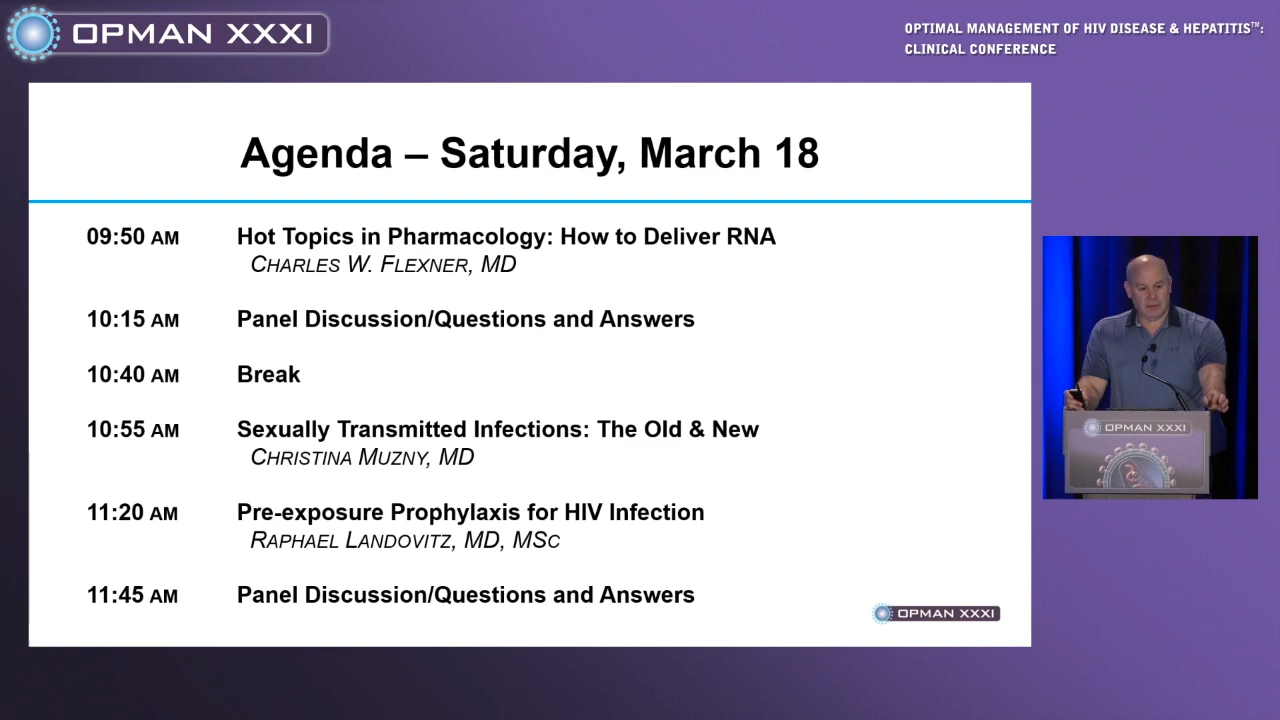 OPMAN XXXI
OPTIMAL MANAGEMENT OF HIV DISEASE & HEPATITIS™:
CLINICAL CONFERENCE
Agenda – Saturday, March 18
09:50 AM Hot Topics in Pharmacology: How to Deliver RNA
CHARLES W. FLEXNER, MD
10:15 AM Panel Discussion/Questions and Answers
10:40 AM Break
10:55 AM Sexually Transmitted Infections: The Old & New
CHRISTINA MUZNY, MD
11:20 AM Pre-exposure Prophylaxis for HIV Infection
RAPHAEL LANDOVITZ, MD, MSC
11:45 AM Panel Discussion/Questions and Answers
OPMAN XXXI
OPMAN XXXI